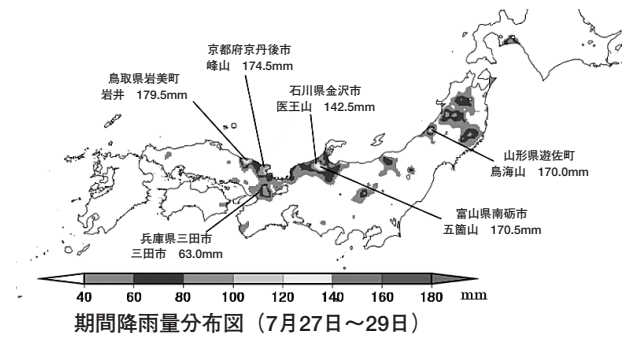 京都府京丹後市
峰山 174.5mm
鳥取県岩美町
岩井 179.5mm
石川県金沢市
医王山 142.5mm
山形県遊佐町
鳥海山 170.0mm
富山県南砺市
五箇山 170.5mm
兵庫県三田市
三田市 63.0mm
40 60 80 100 120 140 160 180 mm
期間降雨量分布図（7月27日～29日）